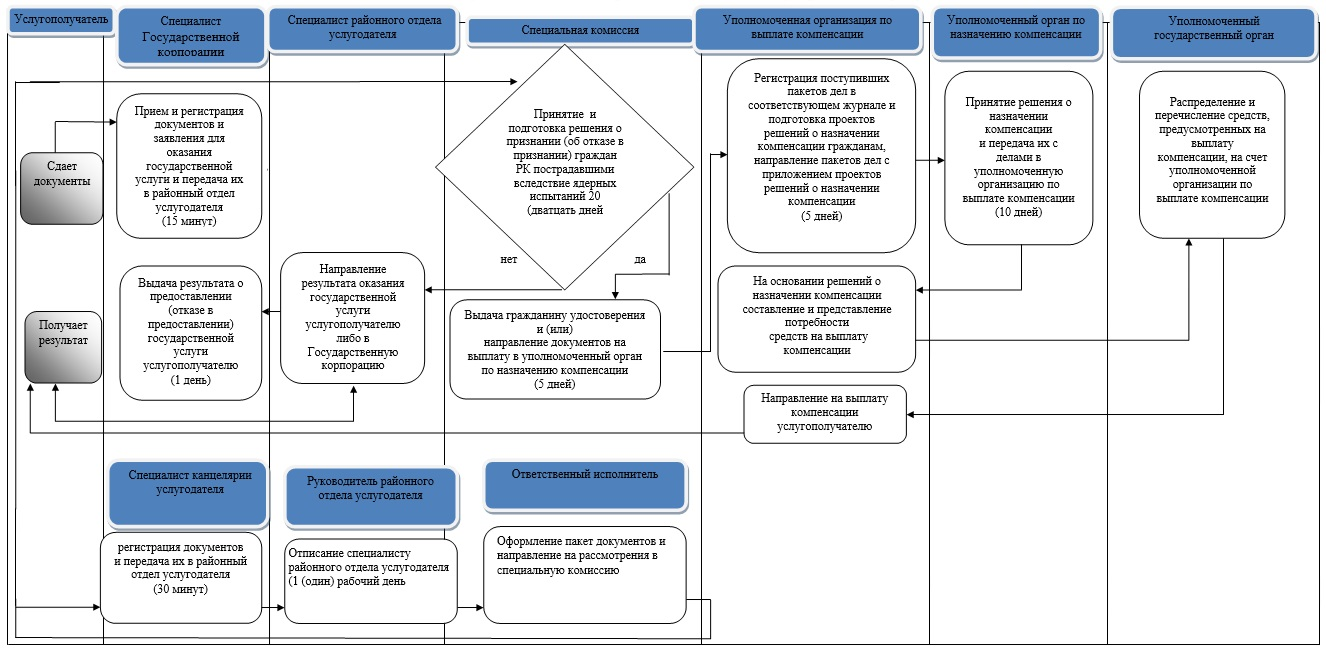 Услугополучатель
Специалист
Государственной
корпорации
Специалист районного отдела
услугодателя
Специальная комиссия
Уполномоченная организация по
выплате компенсации
Уполномоченный орган по
назначению компенсации
Уполномоченный
государственный орган
Сдает
документы
Прием и регистрация
документов и
заявления для
оказания
государственной
услуги и передача их
в районный отдел
услугодателя
(15 минут)
Принятие и
подготовка решения о
признании (об отказе в
признании) граждан
РК пострадавшими
вследствие ядерных
испытаний 20
(дватцать дней
нет
да
Регистрация поступивших
пакетов дел в
соответствующем журнале и
подготовка проектов
решений о назначении
компенсации гражданам,
направление пакетов дел с
приложением проектов
решений о назначении
компенсации
(5 дней)
Принятие решения о
назначении
компенсации
и передача их с
делами в
уполномоченную
организацию по
выплате компенсации
(10 дней)
Распределение и
перечисление средств,
предусмотренных на
выплату
компенсации, на счет
уполномоченной
организации по
выплате компенсации
Получает
результат
Выдача результата о
предоставлении
(отказе в
предоставлении)
государственной
услуги
услугополучателю
(1 день)
Направление
результата оказания
государственной
услуги
услугополучателю
либо в
Государственную
корпорацию
Выдача гражданину удостоверения
и (или)
направление документов на
выплату в уполномоченный орган
по назначению компенсации
(5 дней)
На основании решений о
назначении компенсации
составление и представление
потребности
средств на выплату
компенсации
Направление на выплату
компенсации
услугополучателю
Специалист канцелярии
услугодателя
Руководитель районного
отдела услугодателя
Ответственный исполнитель
регистрация документов
и передача их в районный
отдел услугодателя
(30 минут)
Отписание специалисту
районного отдела услугодателя
(1 (один) рабочий день
Оформление пакет документов и
направление на рассмотрения в
специальную комиссию